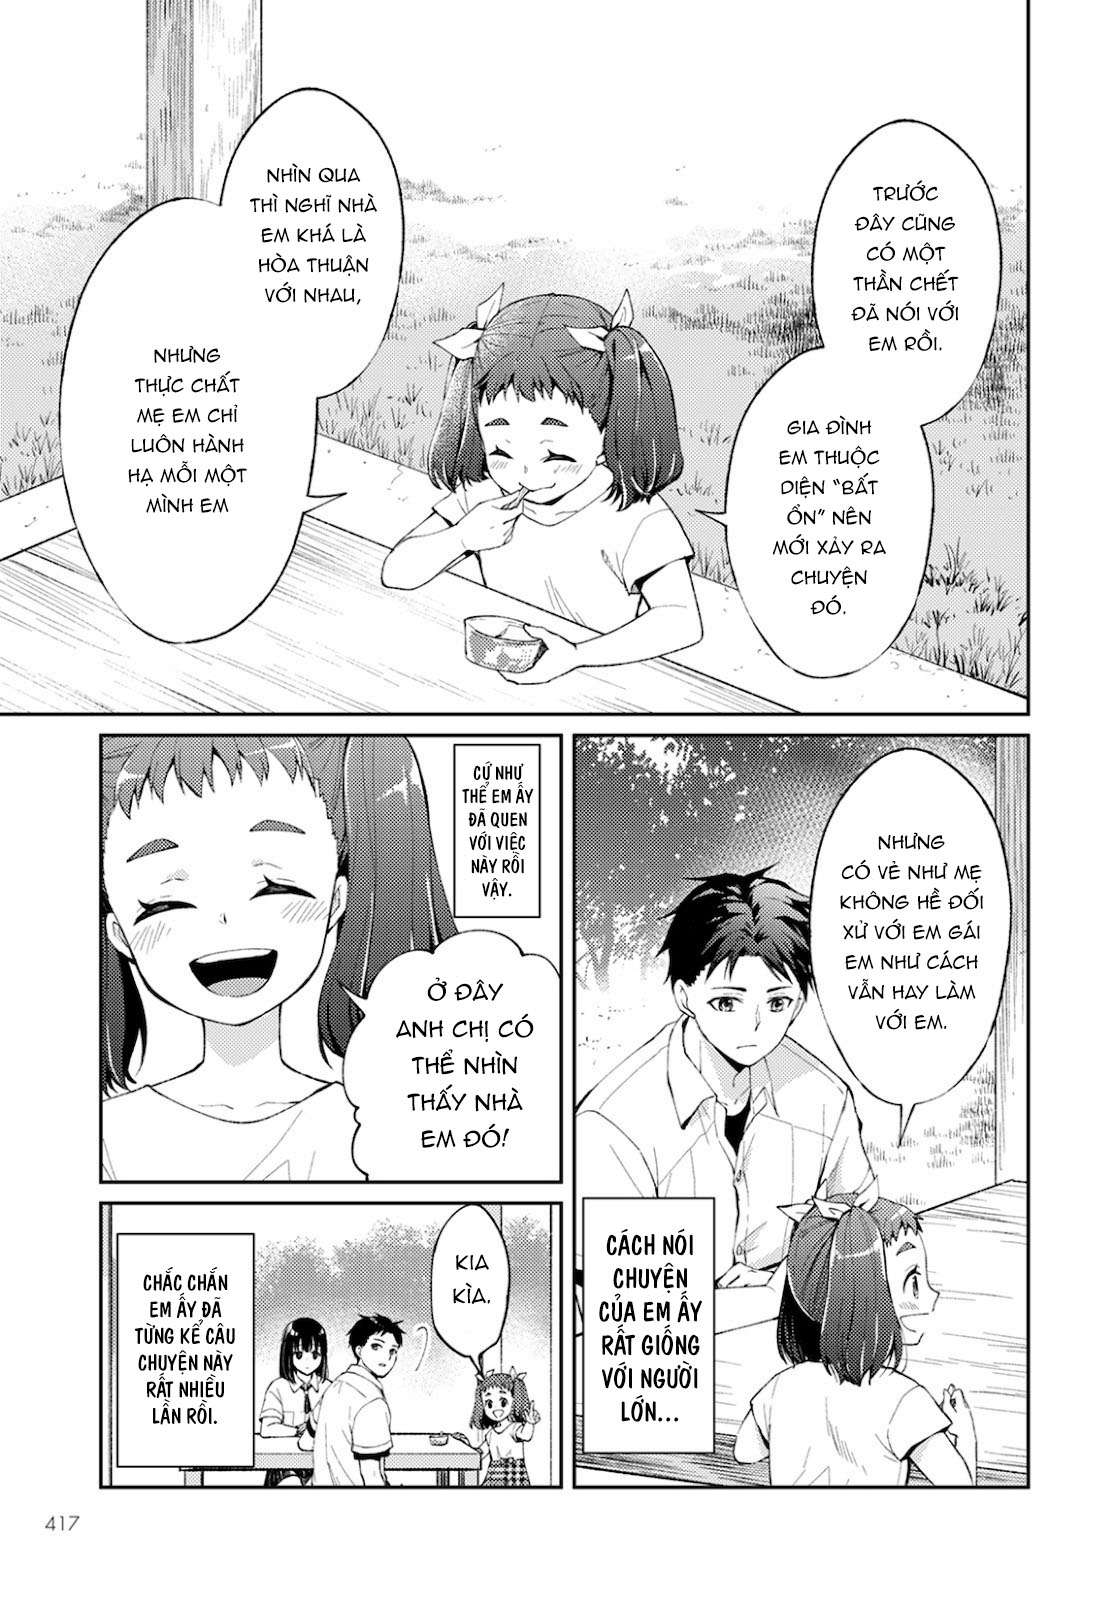 TRƯỚC
ĐÂY CŨNG
CÓ MỘT
THẦN CHẾT
ĐÃ NÓI VỚI
EM RỒI.
GIA ĐÌNH
EM THUỘC
DIỆN "BẤT
ỔN" NÊN
MỚI XẢY RA
CHUYỆN
ĐÓ.
NHÌN QUA
THÌ NGHĨ NHÀ
EM KHÁ LÀ
HÒA THUẬN
VỚI NHAU,
NHƯNG
THỰC CHẤT
MẸ EM CHỈ
LUÔN HÀNH
HẠ MỖI MỘT
MÌNH EM
NHƯNG
CÓ VẺ NHƯ MẸ
KHÔNG HỀ ĐỐI
XỬ VỚI EM GÁI
EM NHƯ CÁCH
VẪN HAY LÀM
VỚI EM.
CÁCH NÓI
CHUYỆN
CỦA EM ẤY
RẤT GIỐNG
VỚI NGƯỜI
LỚN...
CỨ NHƯ
THỂ EM ẤY
ĐÃ QUEN
VỚI VIỆC
NÀY RỒI
VẬY.
Ở ĐÂY
ANH CHỊ CÓ
THỂ NHÌN
THẤY NHÀ
EM ĐÓ!
KIA
KÌA.
CHẮC CHẮN
EM ẤY ĐÃ
TỪNG KỂ CÂU
CHUYỆN NÀY
RẤT NHIỀU
LẦN RỒI.
417